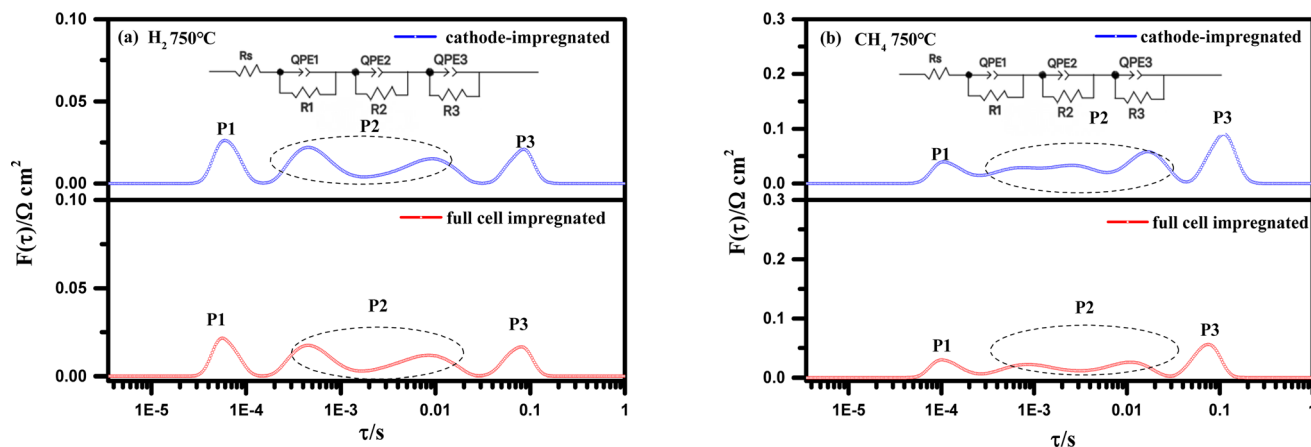 (a) H₂ 750°C
cathode-impregnated
Rs
QPE1
QPE2
QPE3
R1
R2
R3
P1
P2
P3
0.10
0.05
0.00
full cell impregnated
P1
P2
P3
0.10
0.05
0.00
F(τ)/Ω cm²
1E-5
1E-4
1E-3
0.01
0.1
1
τ/s
(b) CH₄ 750°C
cathode-impregnated
Rs
QPE1
QPE2
QPE3
R1
R2
R3
P1
P2
P3
0.3
0.2
0.1
0.0
full cell impregnated
P1
P2
P3
0.3
0.2
0.1
0.0
F(τ)/Ω cm²
1E-5
1E-4
1E-3
0.01
0.1
1
τ/s